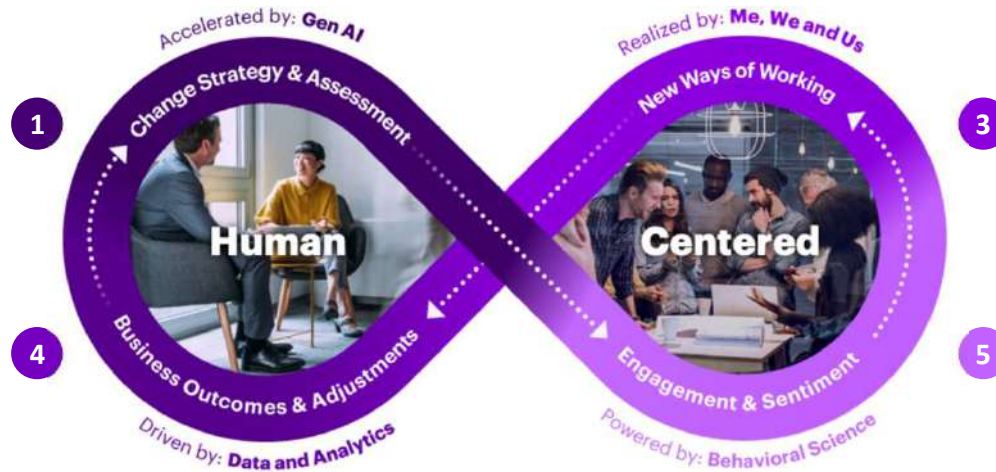 Accelerated by: Gen AI
Realized by: Me, We and Us
Change Strategy & Assessment
New Ways of Working
1
3
Human
Centered
4
5
Business Outcomes & Adjustments
Engagement & Sentiment
Driven by: Data and Analytics
Powered by: Behavioral Science